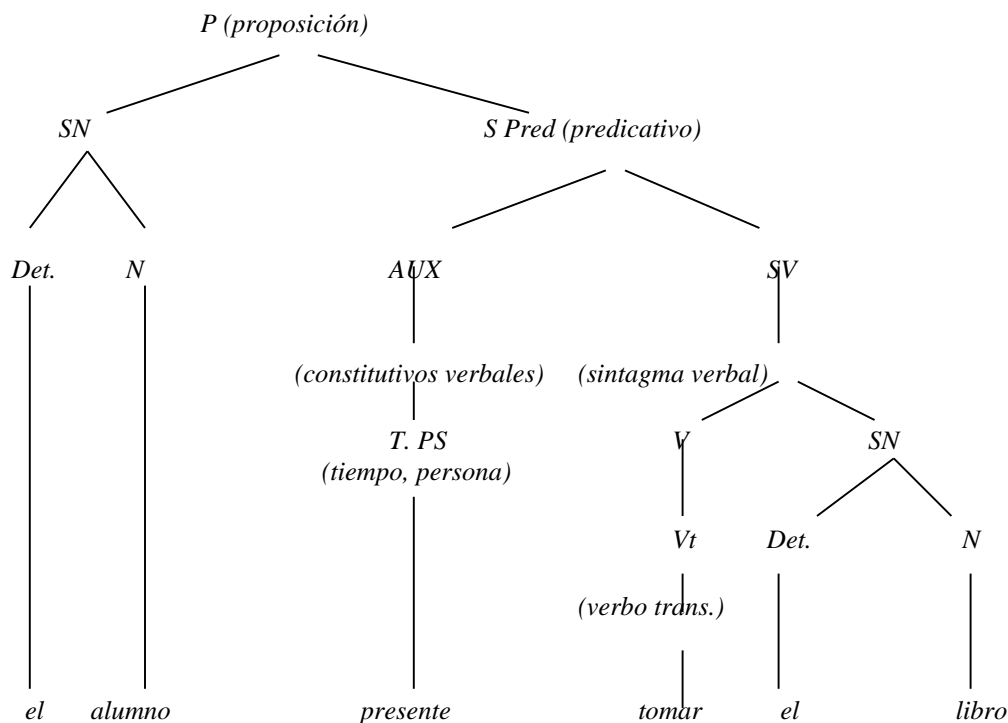 P (proposición)
SN S Pred (predicativo)
Det. N AUX SV
(constitutivos verbales) (sintagma verbal)
T. PS V SN
(tiempo, persona)
Vt Det. N
(verbo trans.)
el alumno presente tomar el libro